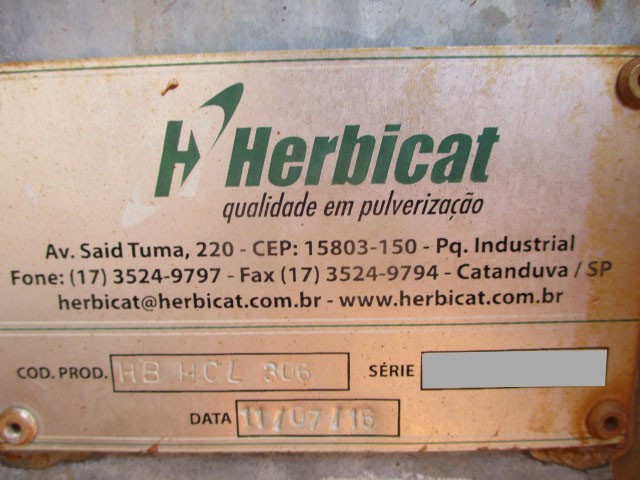 H Herbicat
qualidade em pulverização
Av. Said Tuma, 220 - CEP: 15803-150 - Pq. Industrial
Fone: (17) 3524-9797 - Fax (17) 3524-9794 - Catanduva / SP
herbicat@herbicat.com.br - www.herbicat.com.br
COD. PROD. HB HCL 806 SÉRIE
DATA 11/07/16